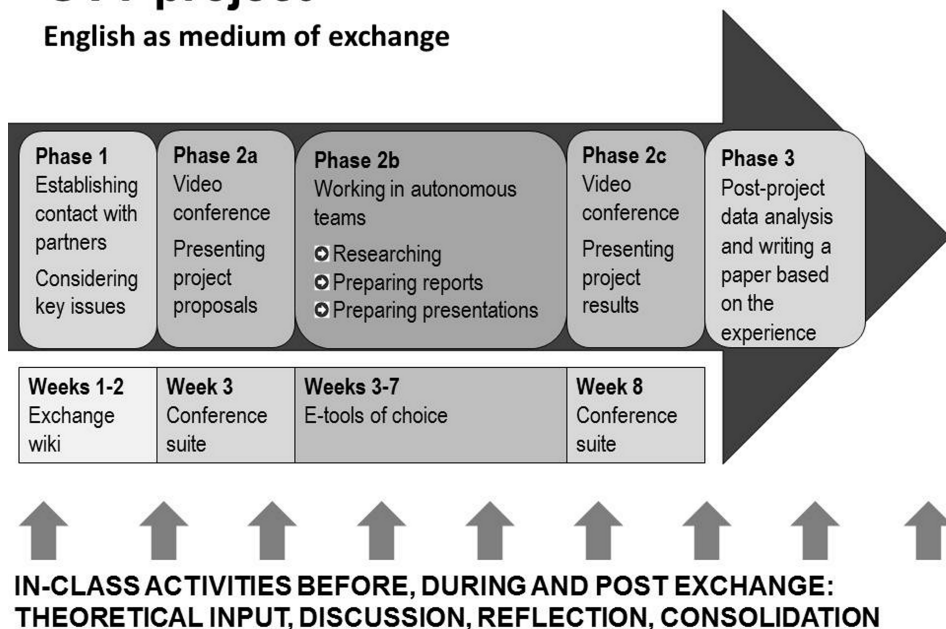 project
English as medium of exchange
Phase 1
Establishing
contact with
partners
Considering
key issues
Phase 2a
Video
conference
Presenting
project
proposals
Phase 2b
Working in autonomous
teams
Researching
Preparing reports
Preparing presentations
Phase 2c
Video
conference
Presenting
project
results
Phase 3
Post-project
data analysis
and writing a
paper based
on the
experience
Weeks 1-2
Exchange
wiki
Week 3
Conference
suite
Weeks 3-7
E-tools of choice
Week 8
Conference
suite
IN-CLASS ACTIVITIES BEFORE, DURING AND POST EXCHANGE:
THEORETICAL INPUT, DISCUSSION, REFLECTION, CONSOLIDATION